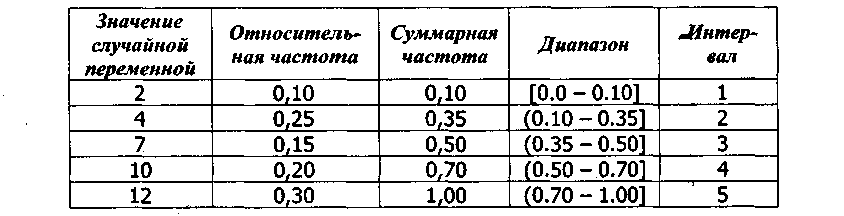 Значение случайной переменной | Относитель-ная частота | Суммарная частота | Диапазон | Интер-вал
2 | 0,10 | 0,10 | [0.0 – 0.10] | 1
4 | 0,25 | 0,35 | (0.10 – 0.35] | 2
7 | 0,15 | 0,50 | (0.35 – 0.50] | 3
10 | 0,20 | 0,70 | (0.50 – 0.70] | 4
12 | 0,30 | 1,00 | (0.70 – 1.00] | 5